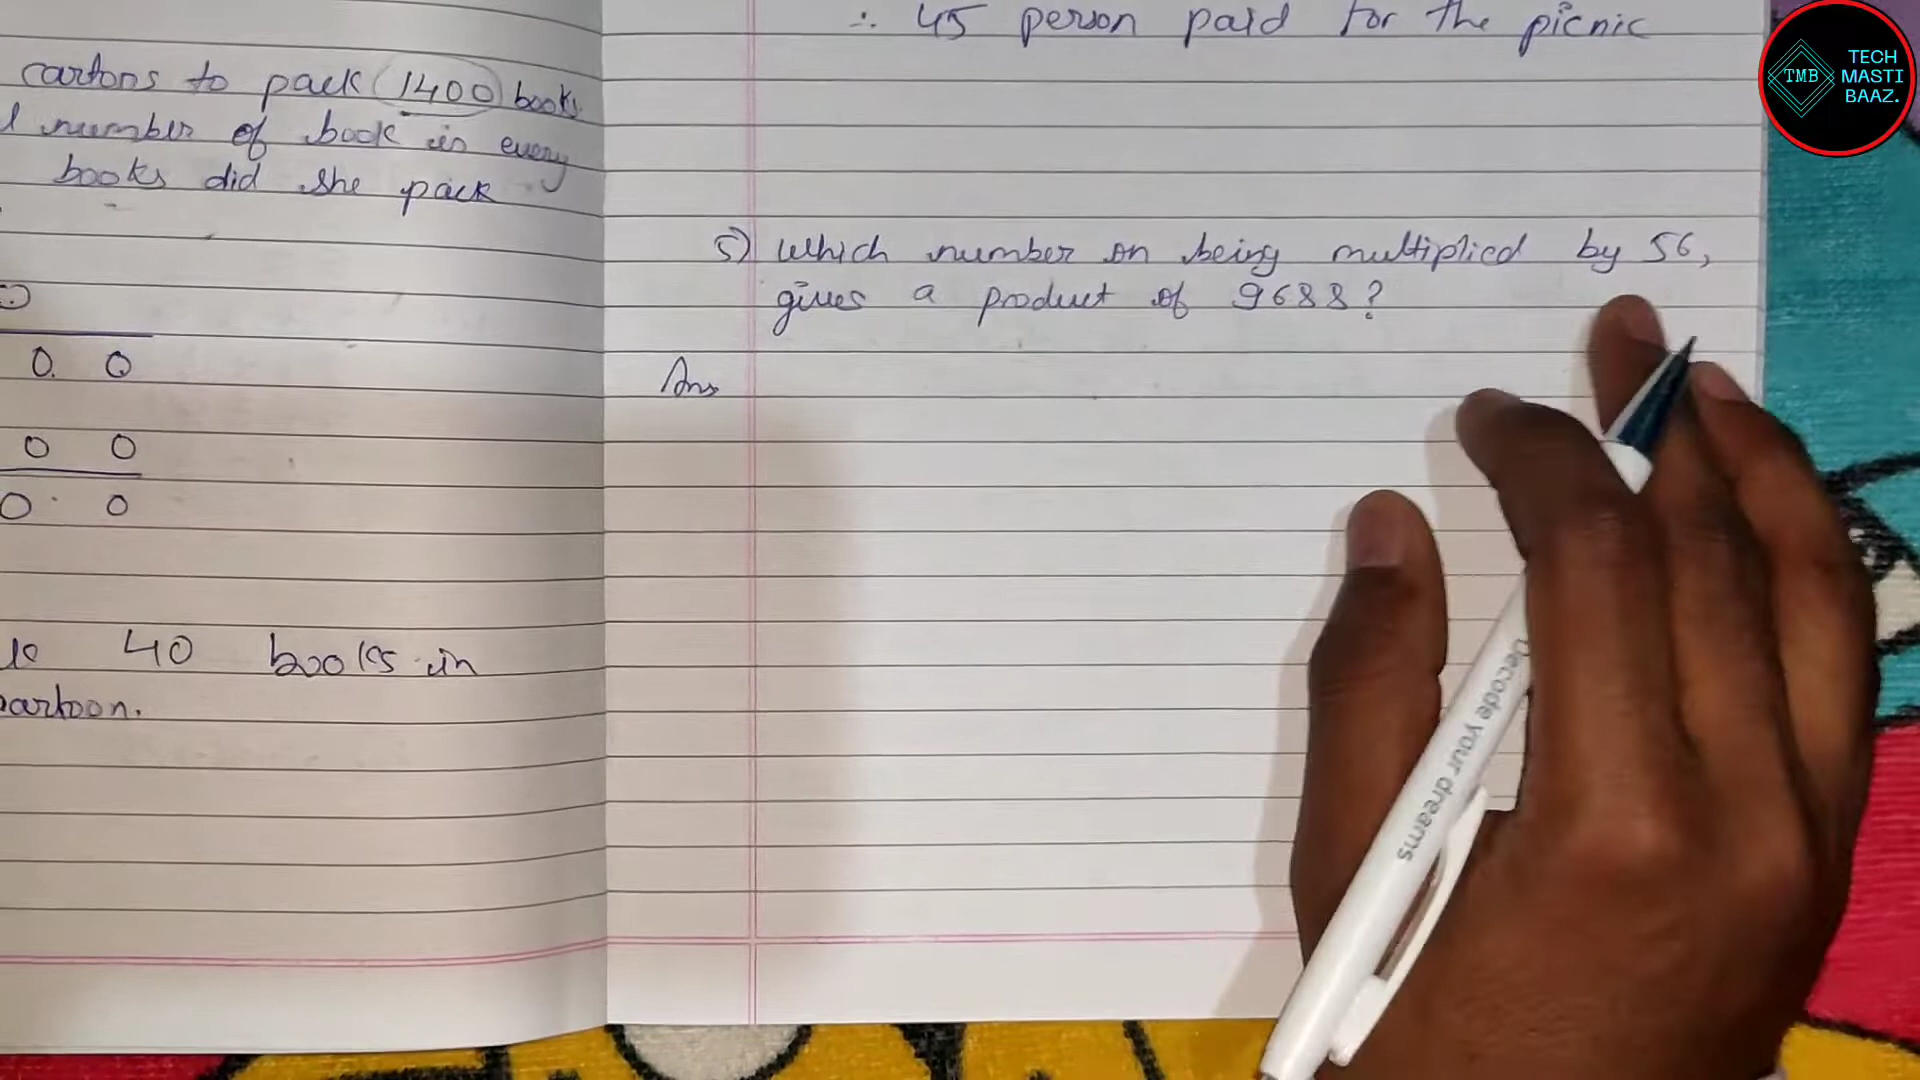 cartons to pack 1400 books
number of book in every
books did she pack
0. 0
0 0
0. 0
40 books in
cartoon.
∴ 45 person paid for the picnic
5) Which number on being multiplied by 56,
gives a product of 9688?
Ans
Decode your dreams
TMB
TECH
MASTI
BAAZ.